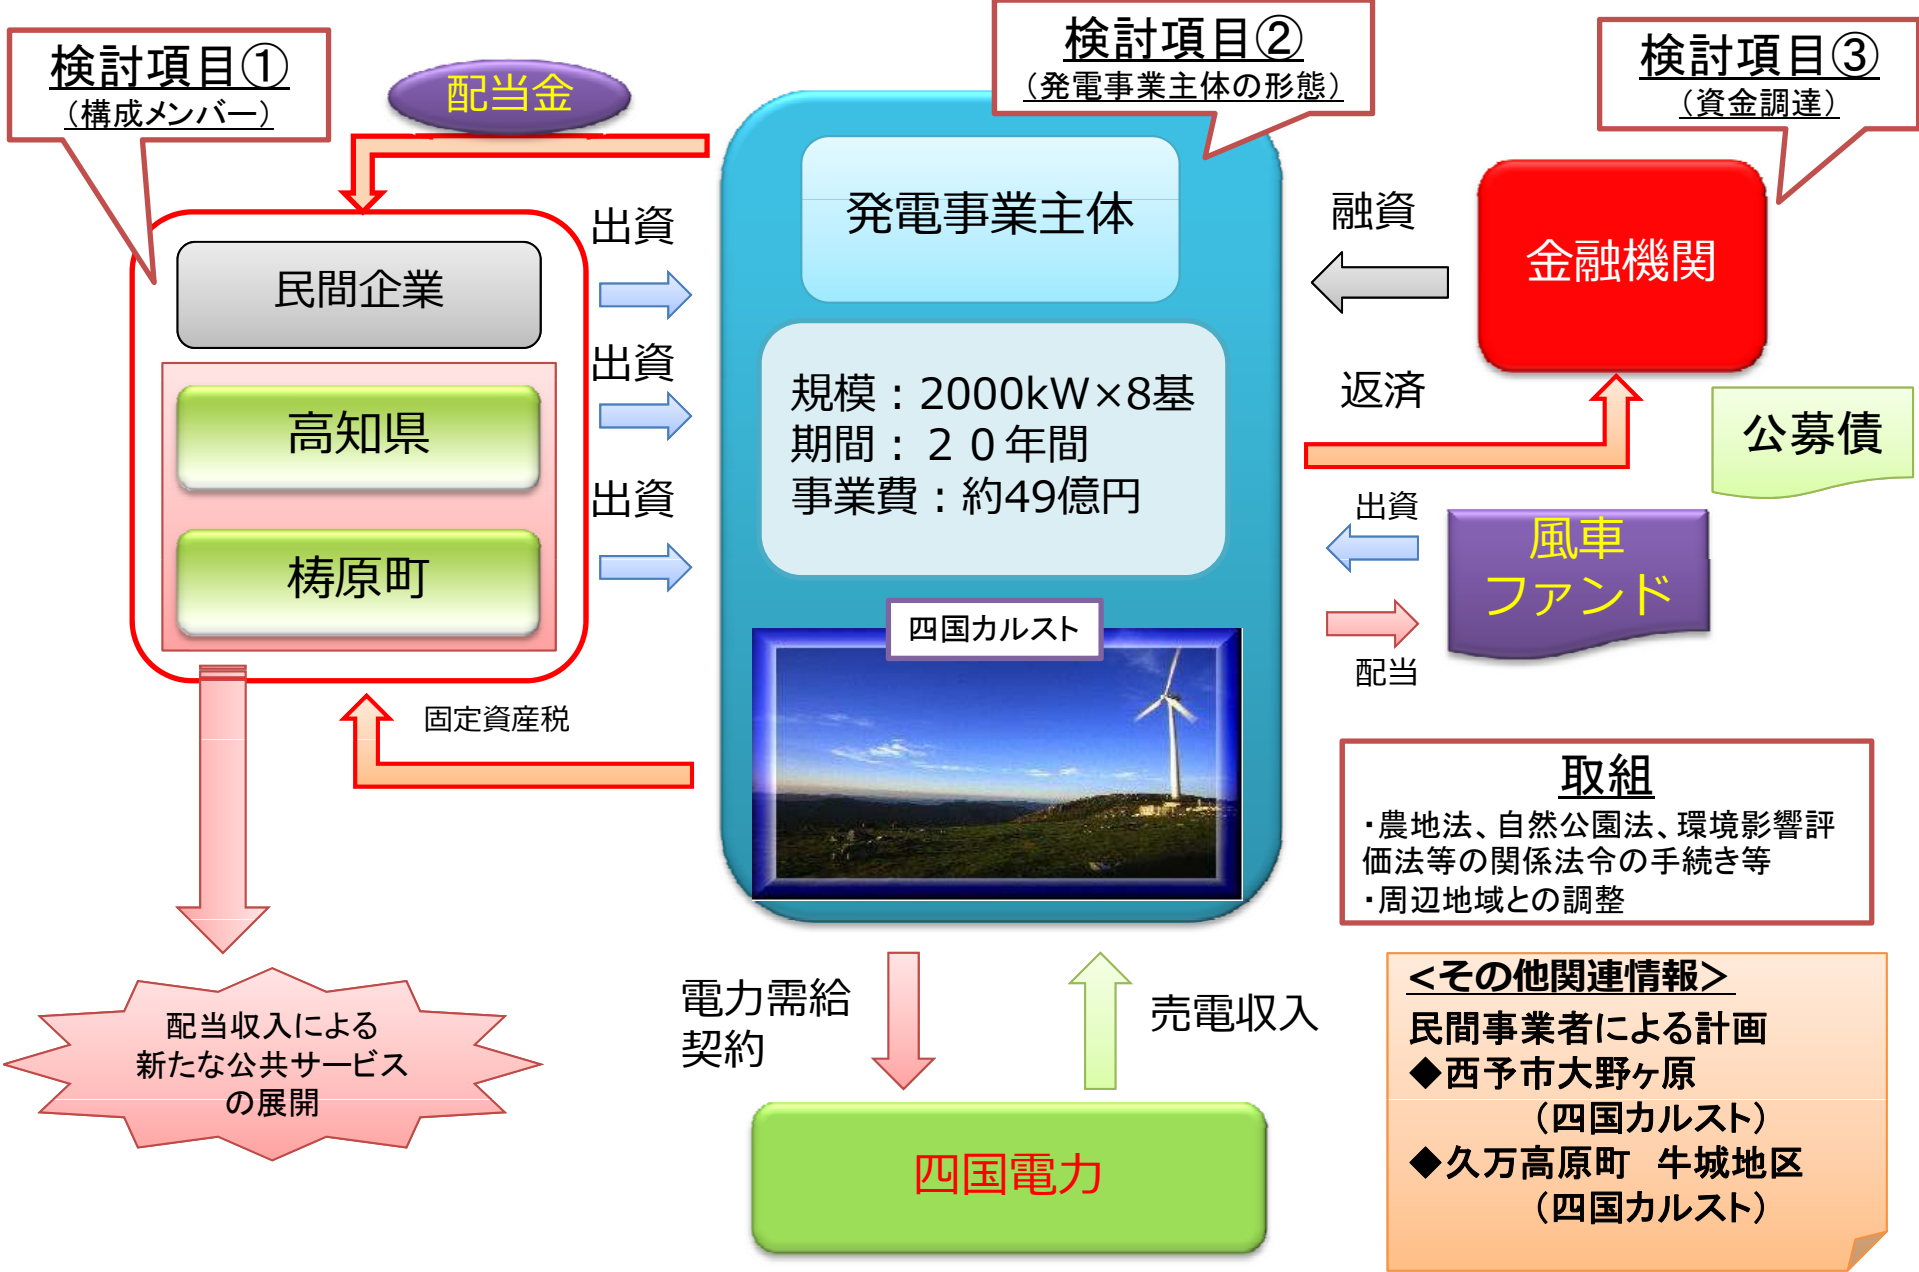 検討項目①
（構成メンバー）
配当金
検討項目②
（発電事業主体の形態）
検討項目③
（資金調達）
民間企業
高知県
梼原町
出資
出資
出資
発電事業主体
規模：2000kW×8基
期間：２０年間
事業費：約49億円
四国カルスト
融資
金融機関
返済
公募債
出資
風車
ファンド
配当
固定資産税
取組
・農地法、自然公園法、環境影響評
価法等の関係法令の手続き等
・周辺地域との調整
配当収入による
新たな公共サービス
の展開
電力需給
契約
売電収入
四国電力
<その他関連情報>
民間事業者による計画
◆西予市大野ヶ原
（四国カルスト）
◆久万高原町　牛城地区
（四国カルスト）